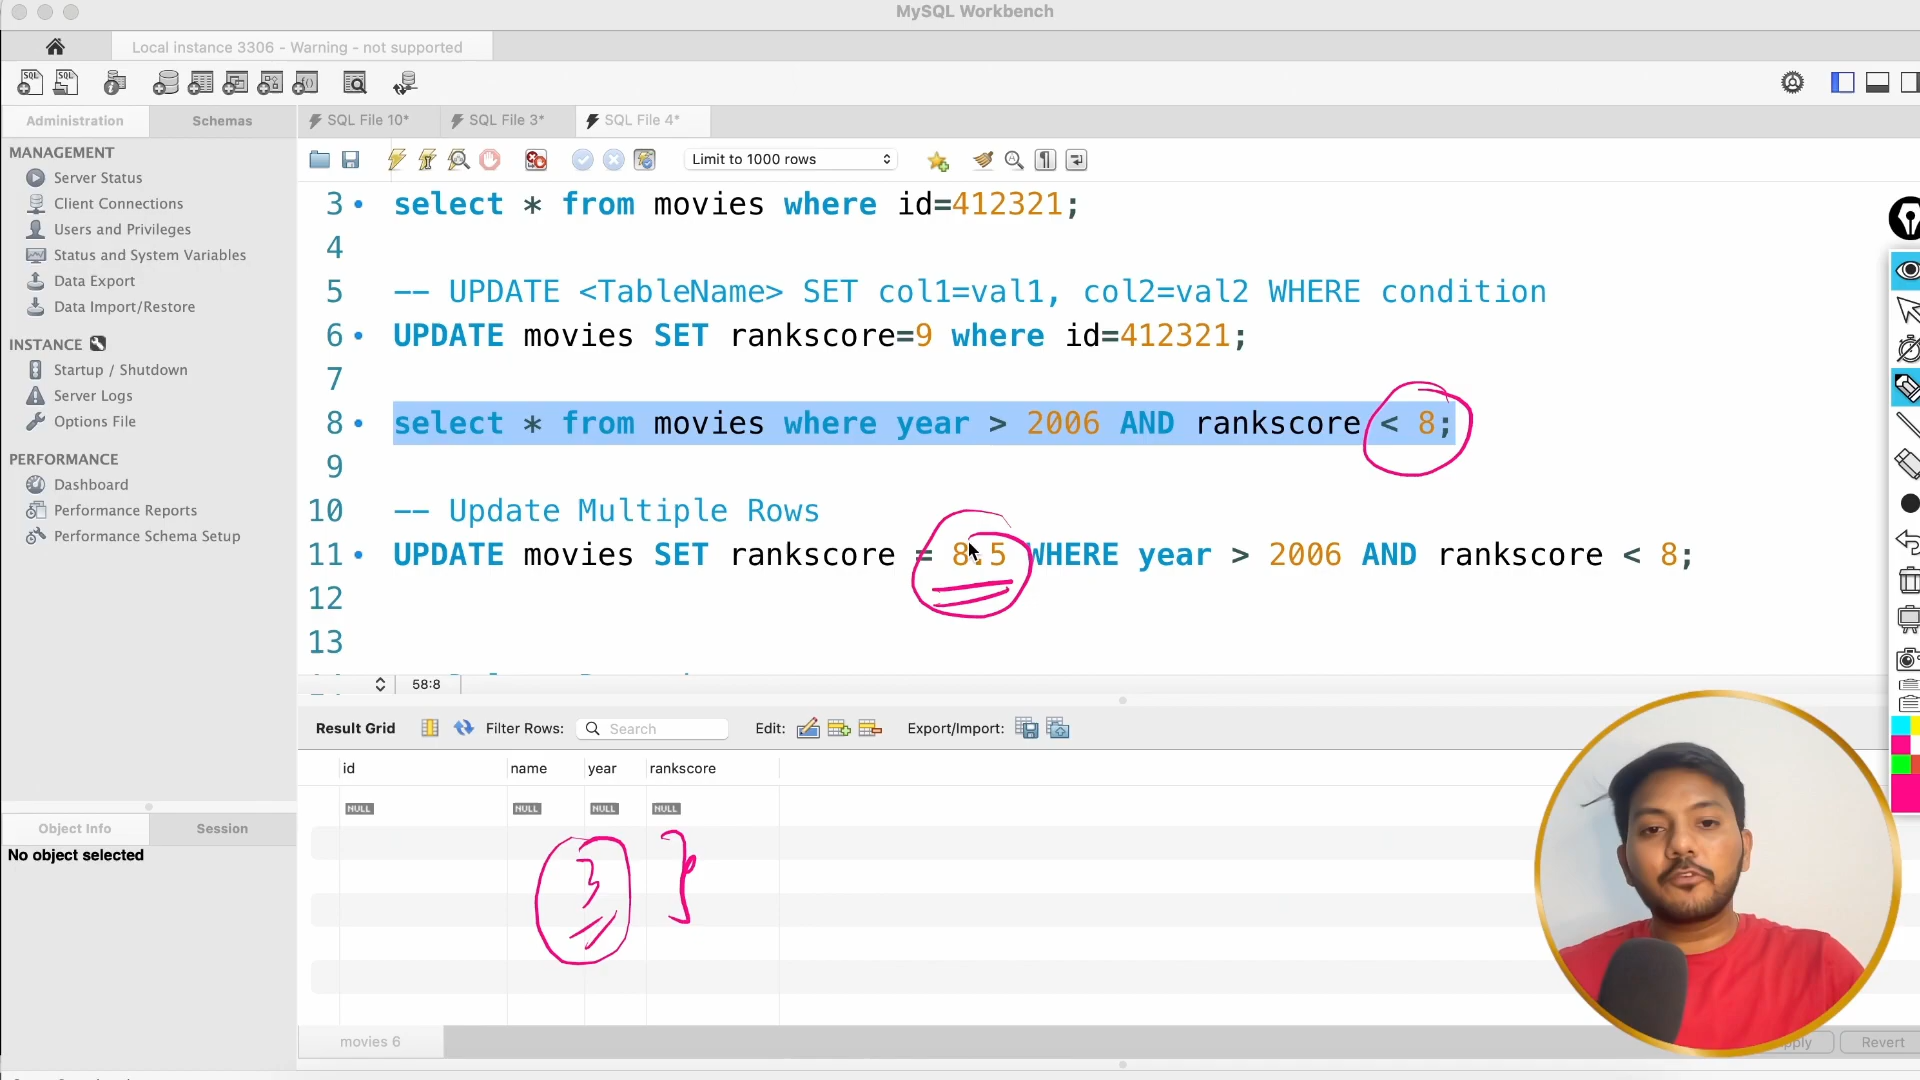 MySQL Workbench
Local instance 3306 - Warning - not supported
Administration
Schemas
SQL File 10*
SQL File 3*
SQL File 4*
MANAGEMENT
Server Status
Client Connections
Users and Privileges
Status and System Variables
Data Export
Data Import/Restore
INSTANCE
Startup / Shutdown
Server Logs
Options File
PERFORMANCE
Dashboard
Performance Reports
Performance Schema Setup
Object Info
Session
No object selected
Limit to 1000 rows
3 select * from movies where id=412321;
4
5 -- UPDATE <TableName> SET col1=val1, col2=val2 WHERE condition
6 UPDATE movies SET rankscore=9 where id=412321;
7
8 select * from movies where year > 2006 AND rankscore < 8;
9
10 -- Update Multiple Rows
11 UPDATE movies SET rankscore = 8.5 WHERE year > 2006 AND rankscore < 8;
12
13
58:8
Result Grid
Filter Rows:
Search
Edit:
Export/Import:
id name year rankscore
NULL NULL NULL NULL
3
movies 6
Revert